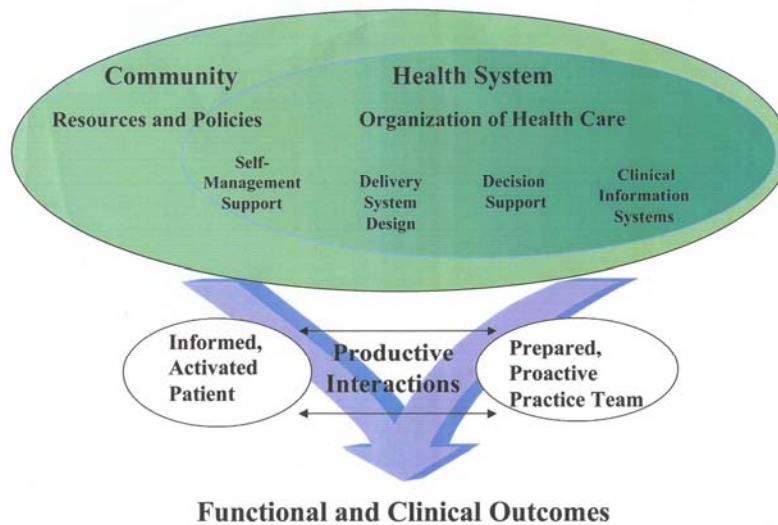 Community
Health System
Resources and Policies
Organization of Health Care
Self-
Management
Support
Delivery
System
Design
Decision
Support
Clinical
Information
Systems
Informed,
Activated
Patient
Productive
Interactions
Prepared,
Proactive
Practice Team
Functional and Clinical Outcomes